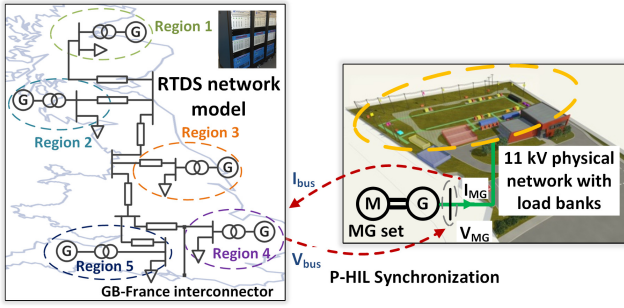 G
Region 1
RTDS network
model
G
Region 2
Region 3
G
G
Region 5
G
Region 4
GB-France interconnector
I_bus
V_bus
P-HIL Synchronization
11 kV physical
network with
load banks
M
G
MG set
I_MG
V_MG